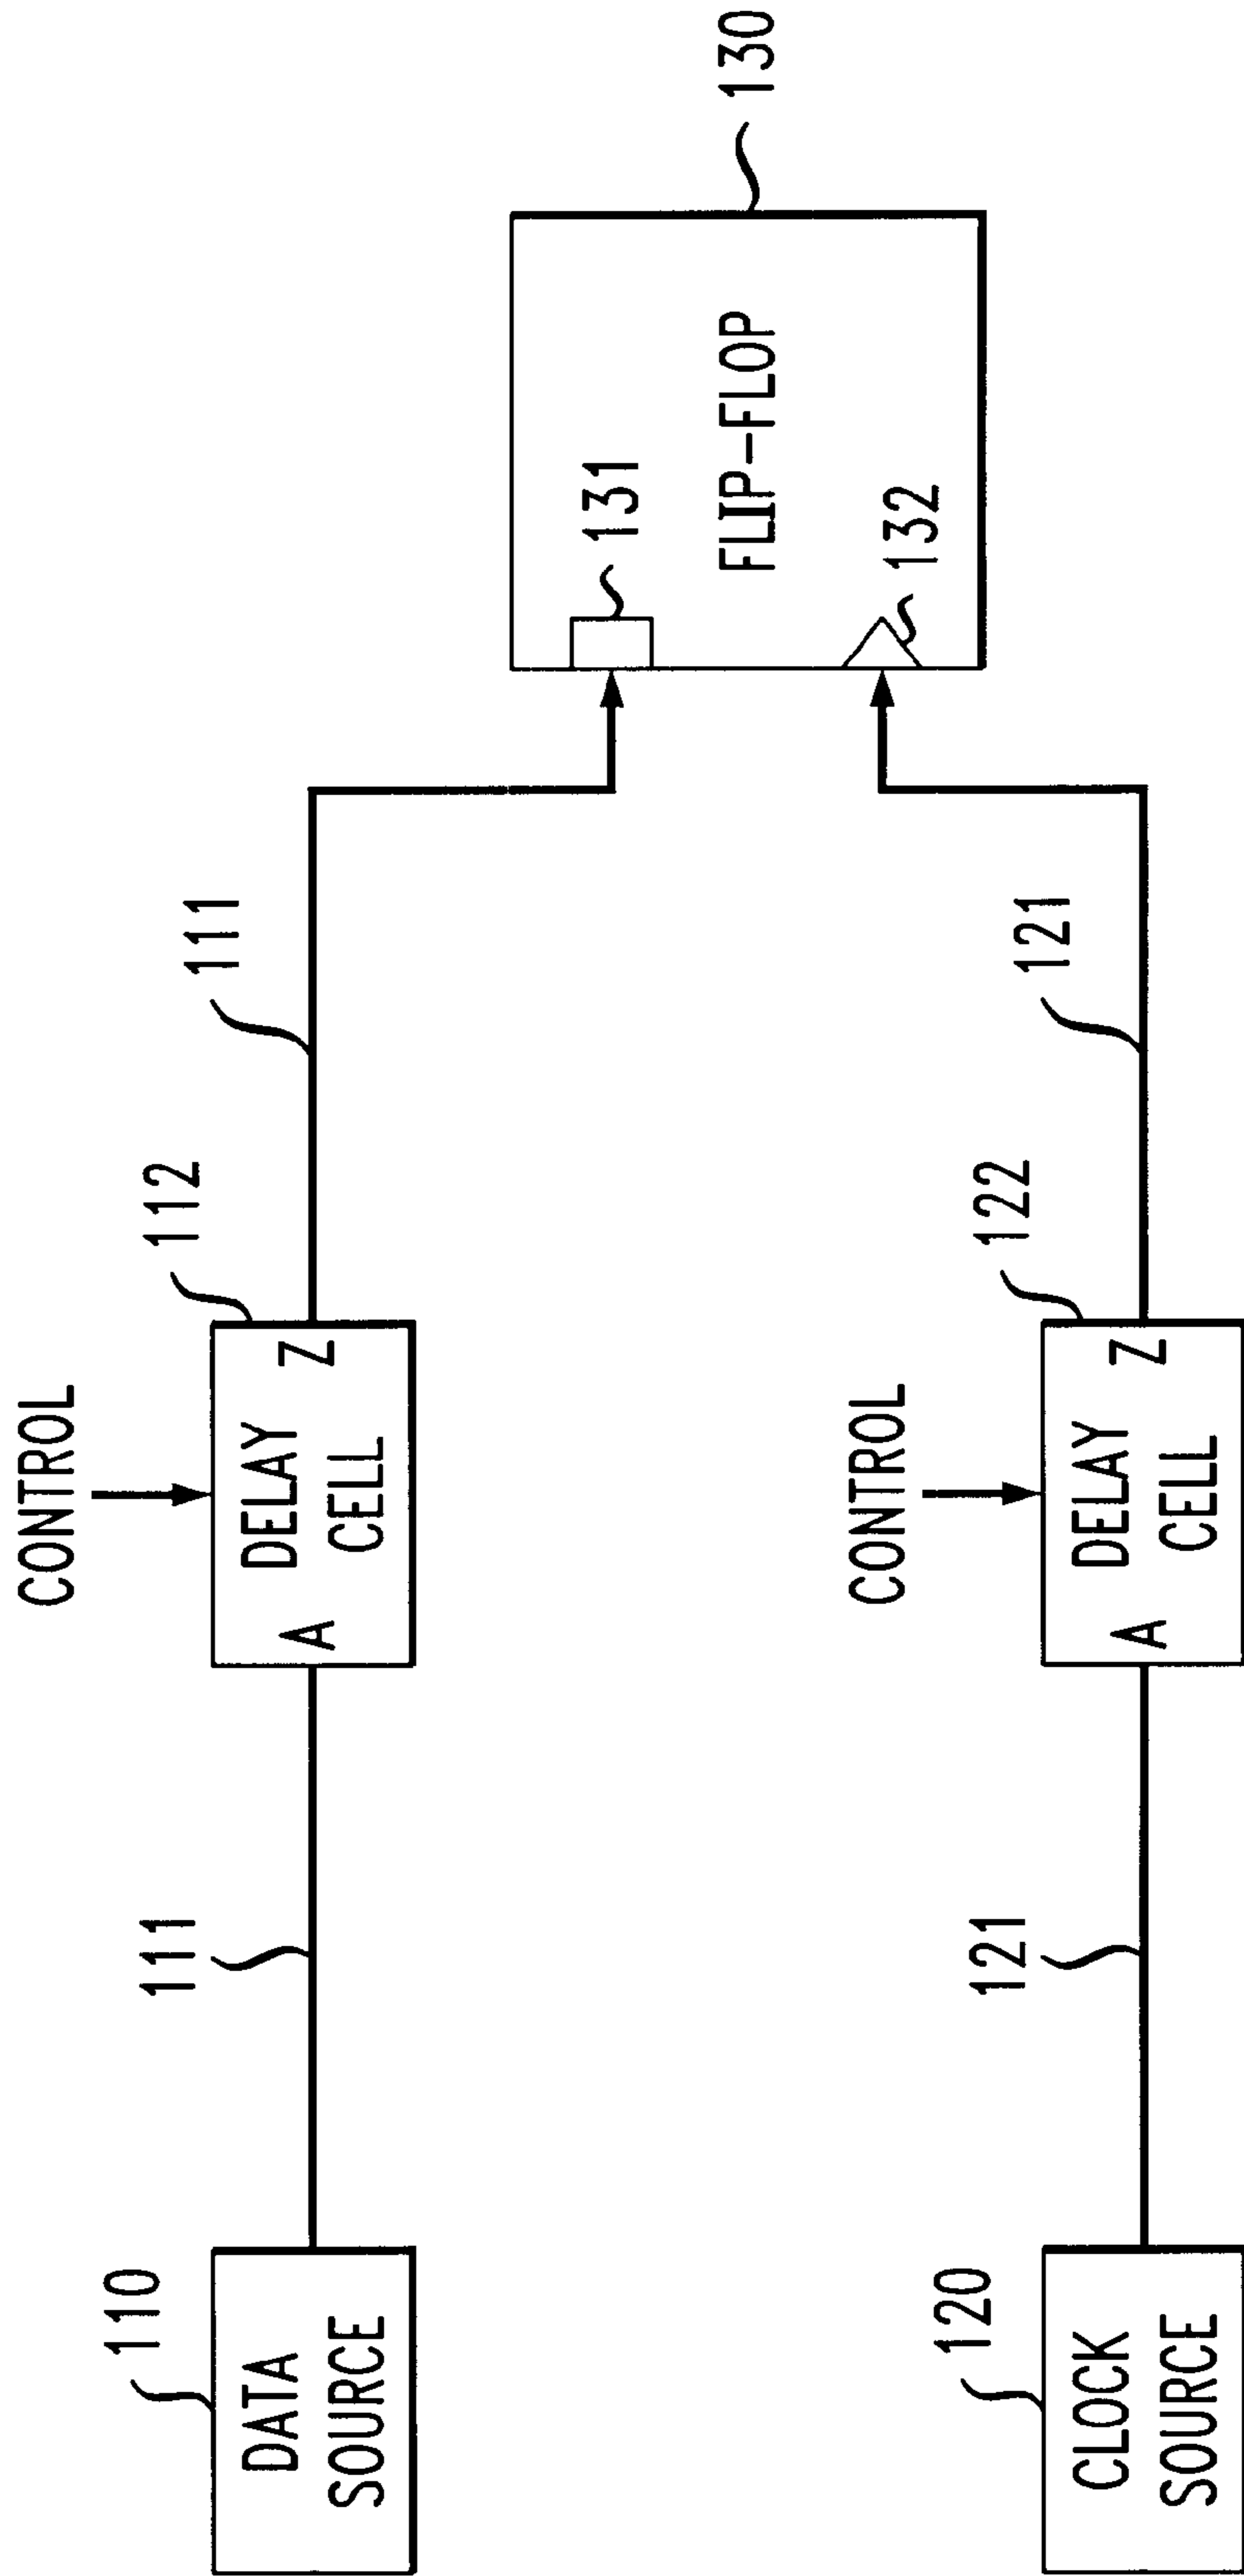 CONTROL
110
111
112
111
DATA
SOURCE
A DELAY Z
CELL
130
131
FLIP-FLOP
132
CONTROL
120
121
122
121
CLOCK
SOURCE
A DELAY Z
CELL